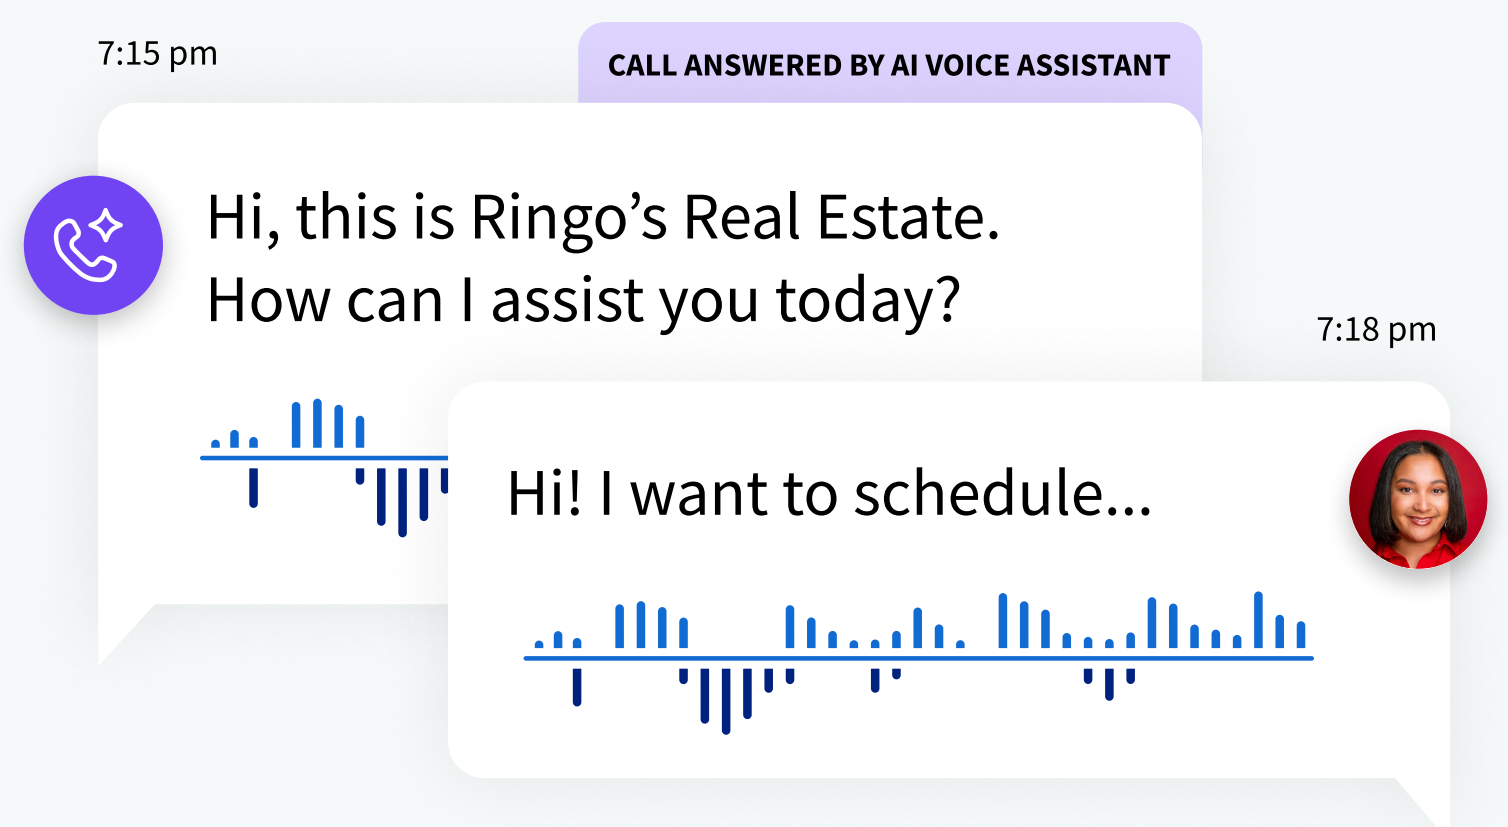 7:15 pm
CALL ANSWERED BY AI VOICE ASSISTANT
Hi, this is Ringo’s Real Estate.
How can I assist you today?
7:18 pm
Hi! I want to schedule...